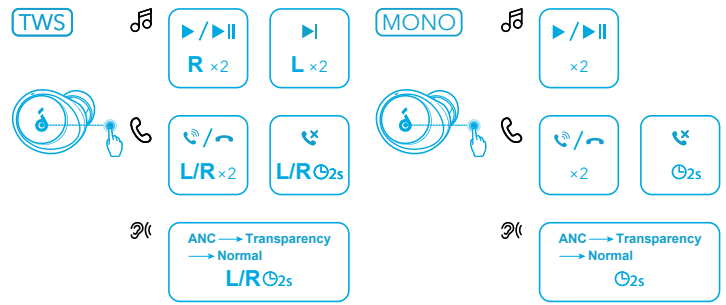 TWS
R ×2
L ×2
L/R ×2
L/R 2s
ANC → Transparency
→ Normal
L/R 2s
MONO
×2
×2
2s
ANC → Transparency
→ Normal
2s